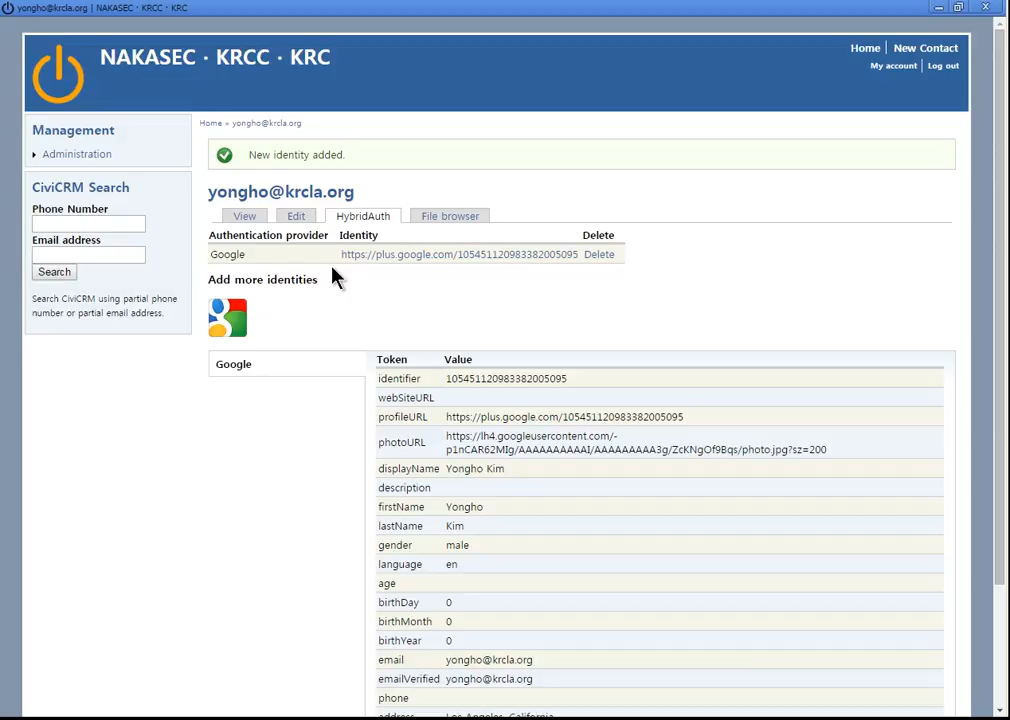 yongho@krcla.org | NAKASEC · KRCC · KRC
NAKASEC · KRCC · KRC
Home | New Contact
My account | Log out
Management
Administration
CiviCRM Search
Phone Number
Email address
Search
Search CiviCRM using partial phone
number or partial email address.
Home » yongho@krcla.org
New identity added.
yongho@krcla.org
View Edit HybridAuth File browser
Authentication provider Identity Delete
Google https://plus.google.com/105451120983382005095 Delete
Add more identities
Google
Token Value
identifier 105451120983382005095
webSiteURL
profileURL https://plus.google.com/105451120983382005095
photoURL https://lh4.googleusercontent.com/-
p1nCAR62MIg/AAAAAAAAAAI/AAAAAAAAA3g/ZcKNgOf9Bqs/photo.jpg?sz=200
displayName Yongho Kim
description
firstName Yongho
lastName Kim
gender male
language en
age
birthDay 0
birthMonth 0
birthYear 0
email yongho@krcla.org
emailVerified yongho@krcla.org
phone
address Los Angeles, California